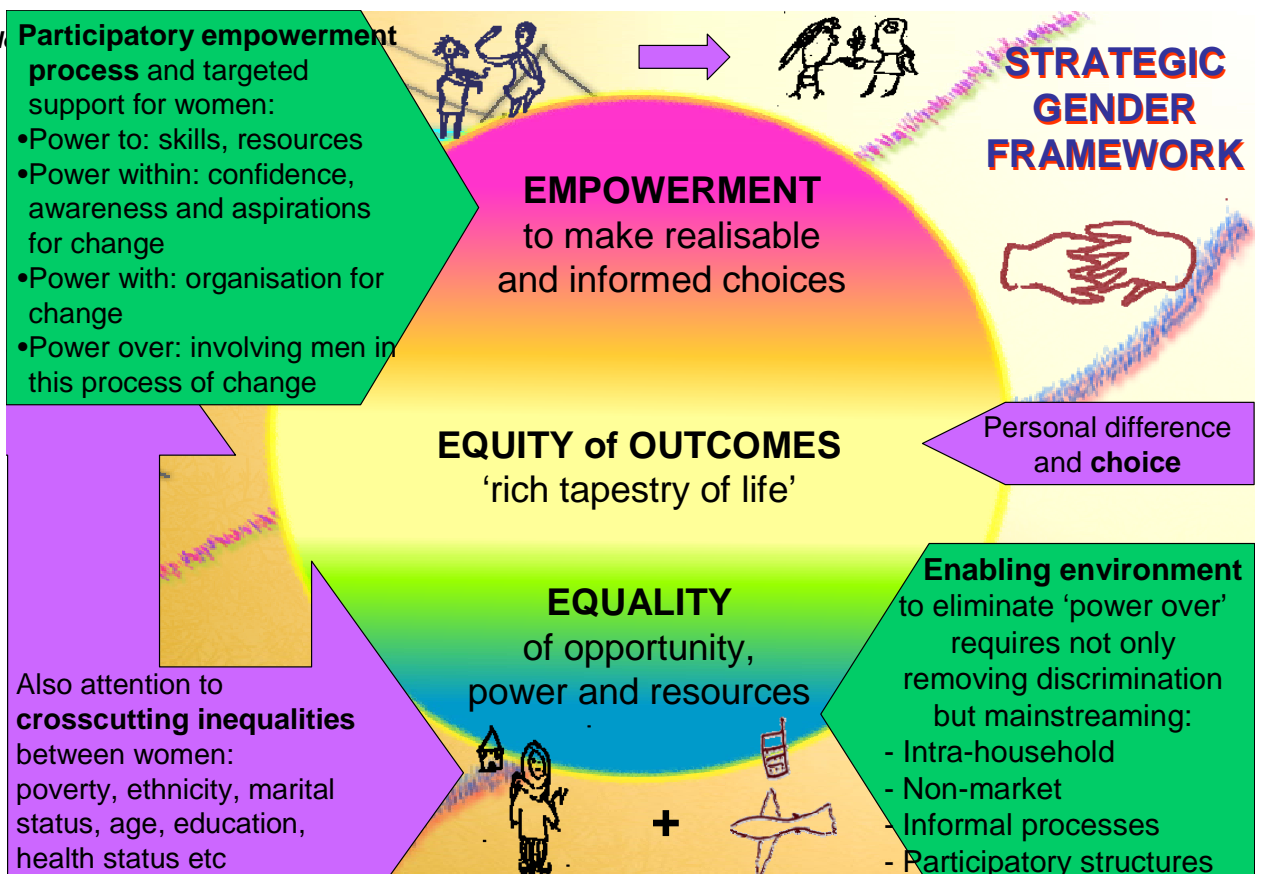 Participatory empowerment
process and targeted
support for women:
•Power to: skills, resources
•Power within: confidence,
awareness and aspirations
for change
•Power with: organisation for
change
•Power over: involving men in
this process of change
STRATEGIC
GENDER
FRAMEWORK
EMPOWERMENT
to make realisable
and informed choices
EQUITY of OUTCOMES
‘rich tapestry of life’
Personal difference
and choice
EQUALITY
of opportunity,
power and resources
Also attention to
crosscutting inequalities
between women:
poverty, ethnicity, marital
status, age, education,
health status etc
+
Enabling environment
to eliminate ‘power over’
requires not only
removing discrimination
but mainstreaming:
- Intra-household
- Non-market
- Informal processes
- Participatory structures